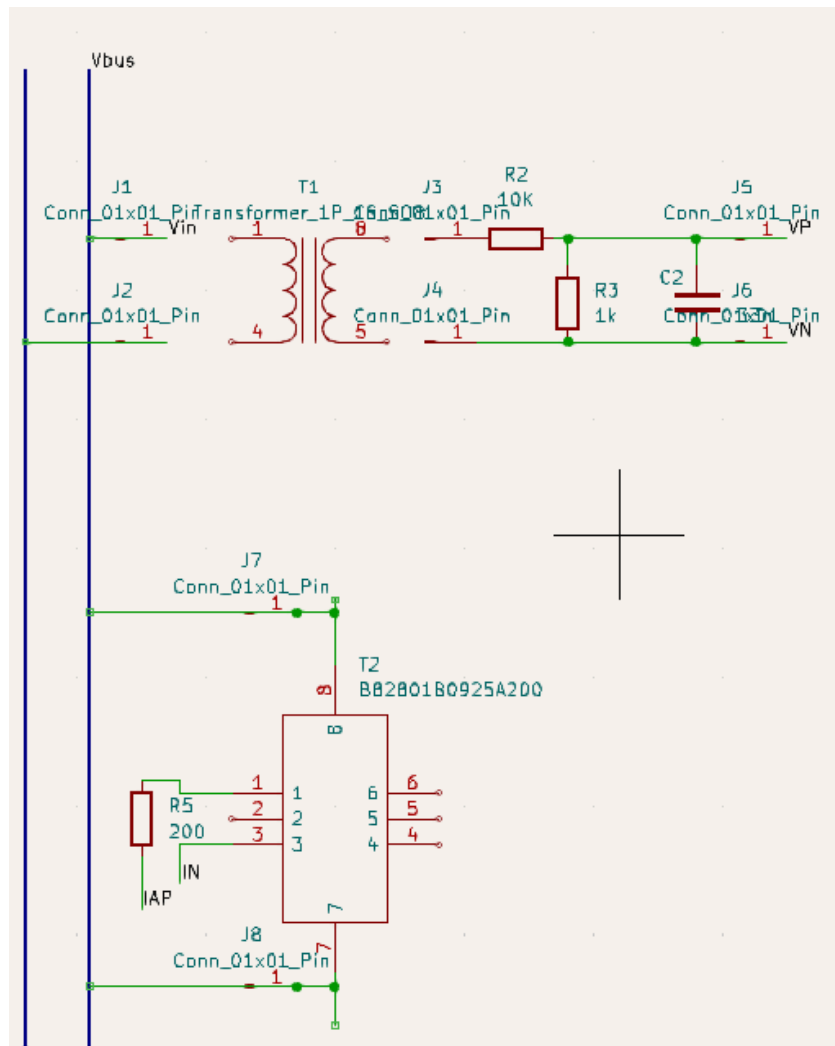 Vbus
J1
T1
J3
R2
10K
J5
Conn_01x01_Pin
Transformer_1P_1S_SO8
Conn_01x01_Pin
Conn_01x01_Pin
1
Vin
1
8
1
1
VP
J2
J4
R3
C2
J6
Conn_01x01_Pin
4
5
Conn_01x01_Pin
1k
Conn_01x01_Pin
1
1
1
VN
J7
Conn_01x01_Pin
1
T2
B82801B0925A200
8
8
1
1
6
6
R5
2
2
5
5
200
3
3
4
4
IN
IAP
7
J8
7
Conn_01x01_Pin
1